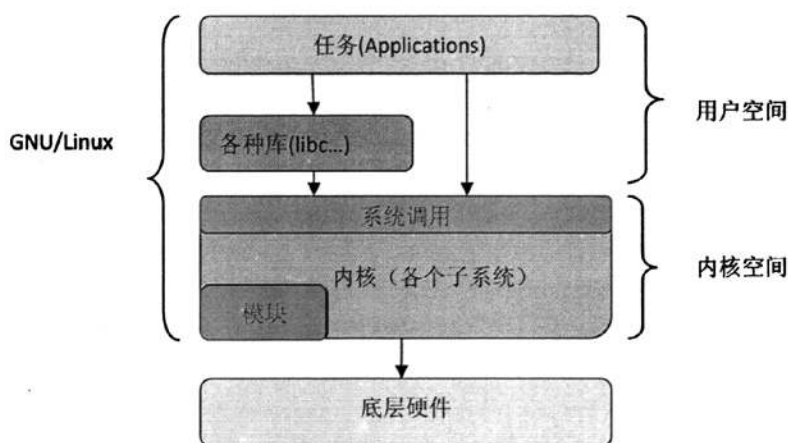 任务(Applications)
用户空间
GNU/Linux
各种库(libc...)
系统调用
内核（各个子系统）
内核空间
模块
底层硬件